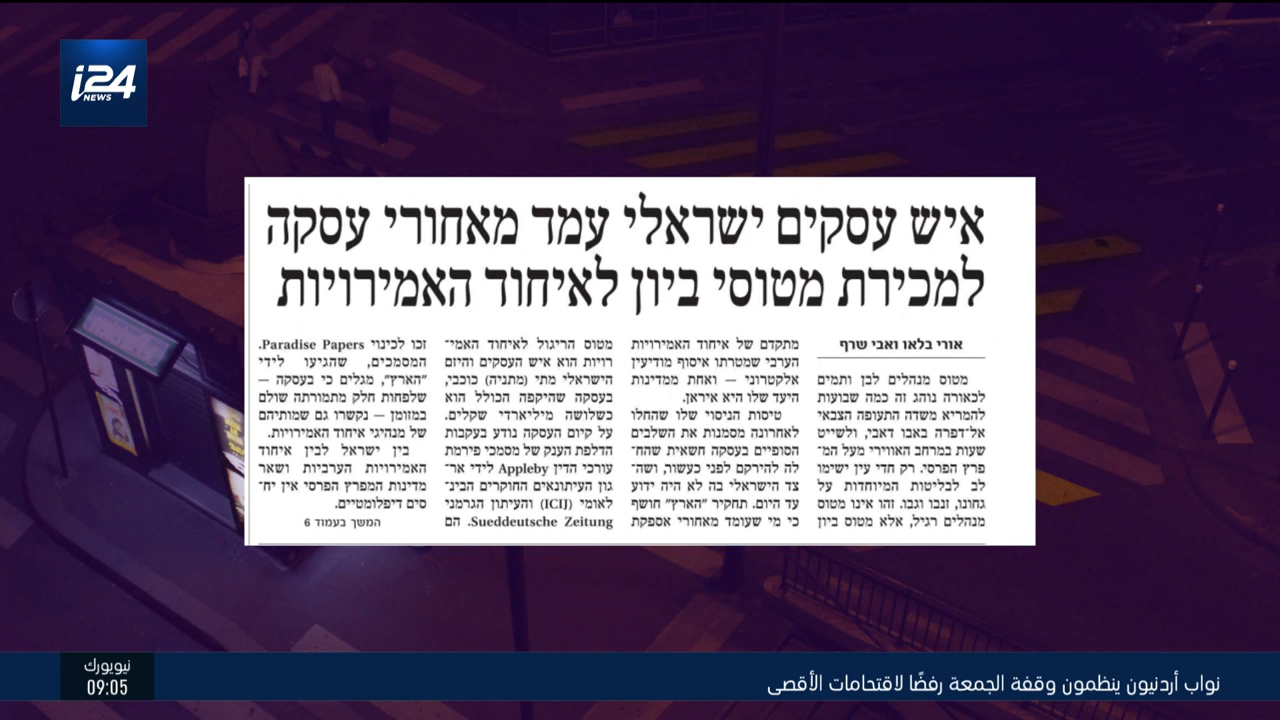 i24
NEWS
איש עסקים ישראלי עמד מאחורי עסקה
למכירת מטוסי ביון לאיחוד האמירויות
אורי בלאו ואבי שרף
מטוס מנהלים לבן ותמים
לכאורה נוהג זה כמה שבועות
להמריא משדה התעופה הצבאי
אל־דפרה באבו דאבי, ולשייט
שעות במרחב האווירי מעל המ־
פרץ הפרסי. רק חדי עין ישימו
לב לבליטות המיוחדות על
גחונו, זנבו וגבו. זהו אינו מטוס
מנהלים רגיל, אלא מטוס ביון
מתקדם של איחוד האמירויות
הערבי שמטרתו איסוף מודיעין
אלקטרוני — ואחת ממדינות
היעד שלו היא איראן.
טיסות הניסוי שלו שהחלו
לאחרונה מסמנות את השלבים
הסופיים בעסקה חשאית שהח־
לה להירקם לפני כעשור, ושה־
צד הישראלי בה לא היה ידוע
עד היום. תחקיר "הארץ" חושף
כי מי שעומד מאחורי אספקת
מטוס הריגול לאיחוד האמי־
רויות הוא איש העסקים והיזם
הישראלי מתי (מתניה) כוכבי,
בעסקה שהיקפה הכולל הוא
כשלושה מיליארדי שקלים.
על קיום העסקה נודע בעקבות
הדלפת הענק של מסמכי פירמת
עורכי הדין Appleby לידי אר־
גון העיתונאים החוקרים הבינ־
לאומי (ICIJ) והעיתון הגרמני
Sueddeutsche Zeitung. הם
זכו לכינוי Paradise Papers.
המסמכים, שהגיעו לידי
"הארץ", מגלים כי בעסקה —
שלפחות חלק מתמורתה שולם
במזומן — נקשרו גם שמותיהם
של מנהיגי איחוד האמירויות.
בין ישראל לבין איחוד
האמירויות הערביות ושאר
מדינות המפרץ הפרסי אין יח־
סים דיפלומטיים.
המשך בעמוד 6
نيويورك
09:05
نواب أردنيون ينظمون وقفة الجمعة رفضًا لاقتحامات الأقصى